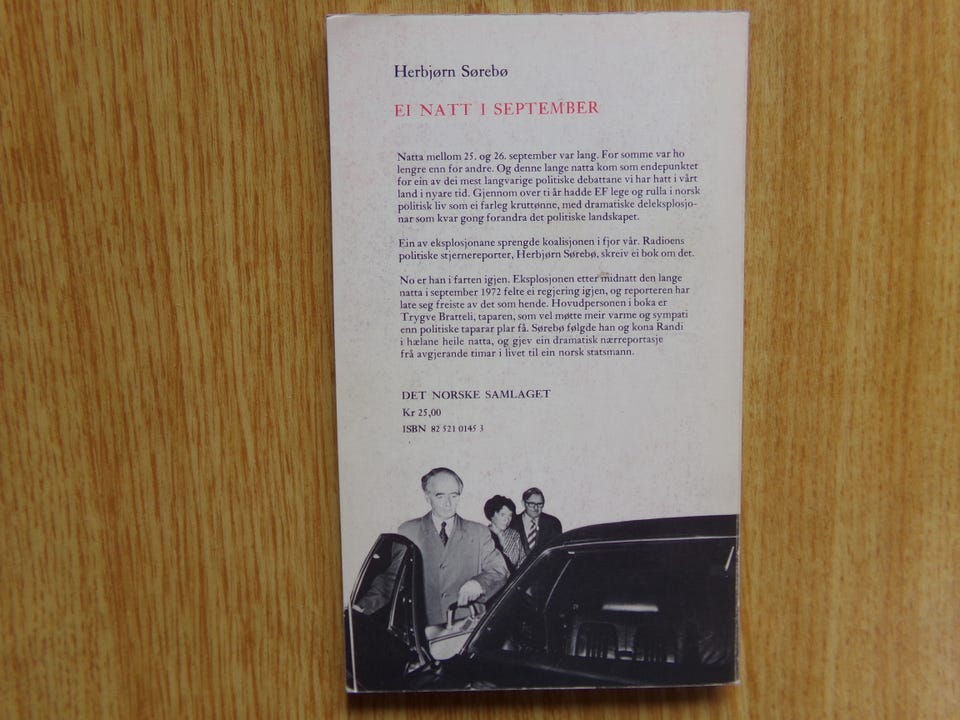 Herbjørn Sørebø
EI NATT I SEPTEMBER
Natta mellom 25. og 26. september var lang. For somme var ho
lengre enn for andre. Og denne lange natta kom som endepunktet
for ein av dei mest langvarige politiske debattane vi har hatt i vårt
land i nyare tid. Gjennom over ti år hadde EF lege og rulla i norsk
politisk liv som ei farleg kruttønne, med dramatiske deleksplosjo-
nar som kvar gong forandra det politiske landskapet.
Ein av eksplosjonane sprengde koalisjonen i fjor vår. Radioens
politiske stjernereporter, Herbjørn Sørebø, skreiv ei bok om det.
No er han i farten igjen. Eksplosjonen etter midnatt den lange
natta i september 1972 felte ei regjering igjen, og reporteren har
late seg freiste av det som hende. Hovudpersonen i boka er
Trygve Bratteli, taparen, som vel møtte meir varme og sympati
enn politiske taparar plar få. Sørebø følgde han og kona Randi
i hælane heile natta, og gjev ein dramatisk nærreportasje
frå avgjerande timar i livet til ein norsk statsmann.
DET NORSKE SAMLAGET
Kr 25,00
ISBN 82 521 0145 3